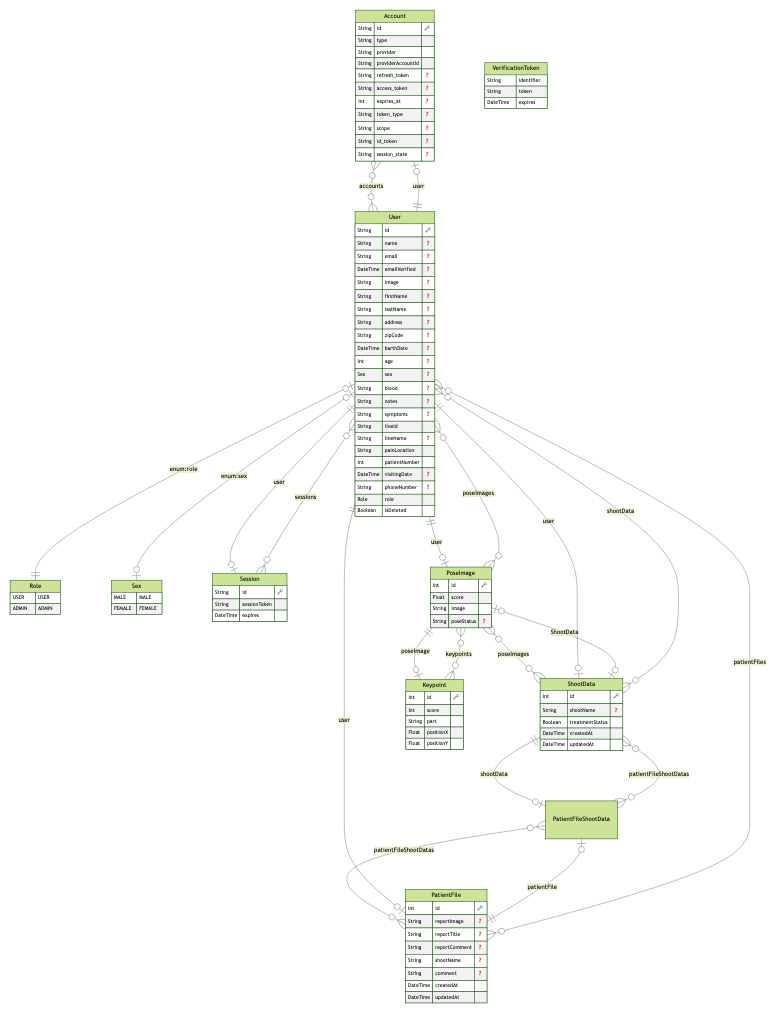 Account
String id
String type
String provider
String providerAccountId
String refresh_token ?
String access_token ?
Int expires_at ?
String token_type ?
String scope ?
String id_token ?
String session_state ?
VerificationToken
String identifier
String token
DateTime expires
accounts
user
User
String id
String name ?
String email ?
DateTime emailVerified ?
String image ?
String firstName ?
String lastName ?
String address ?
String zipCode ?
DateTime barthDate ?
Int age ?
Sex sex ?
String blood ?
String notes ?
String symptoms ?
String lineId
String lineName ?
String painLocation
Int patientNumber
DateTime visitingDate ?
String phoneNumber ?
Role role
Boolean isDeleted
enum:role
enum:sex
user
sessions
poseImages
user
shootData
user
Role
USER USER
ADMIN ADMIN
Sex
MALE MALE
FEMALE FEMALE
Session
String id
String sessionToken
DateTime expires
PoseImage
Int id
Float score
String image
String poseStatus ?
ShootData
poseImage
keypoints
poseImages
patientFiles
Keypoint
Int id
Int score
String part
Float positionX
Float positionY
ShootData
Int id
String shootName ?
Boolean treatmentStatus
DateTime createdAt
DateTime updatedAt
user
shootData
patientFileShootDatas
PatientFileShootData
patientFileShootDatas
patientFile
PatientFile
Int id
String reportImage ?
String reportTitle ?
String reportComment ?
String shootName ?
String comment ?
DateTime createdAt
DateTime updatedAt